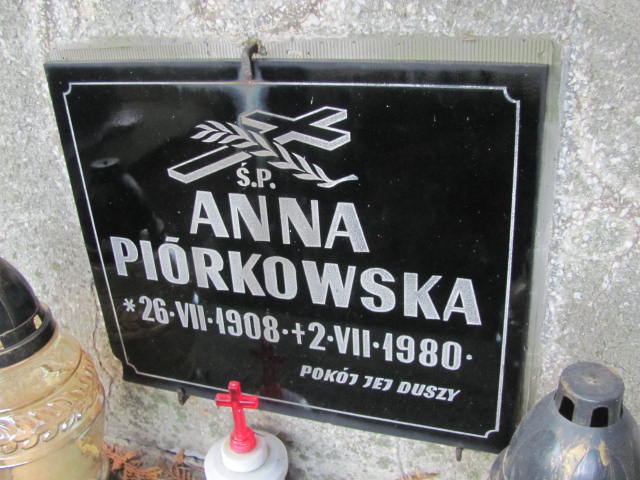 Ś.P.
ANNA
PIÓRKOWSKA
*26·VII·1908·+2·VII·1980·
POKÓJ JEJ DUSZY